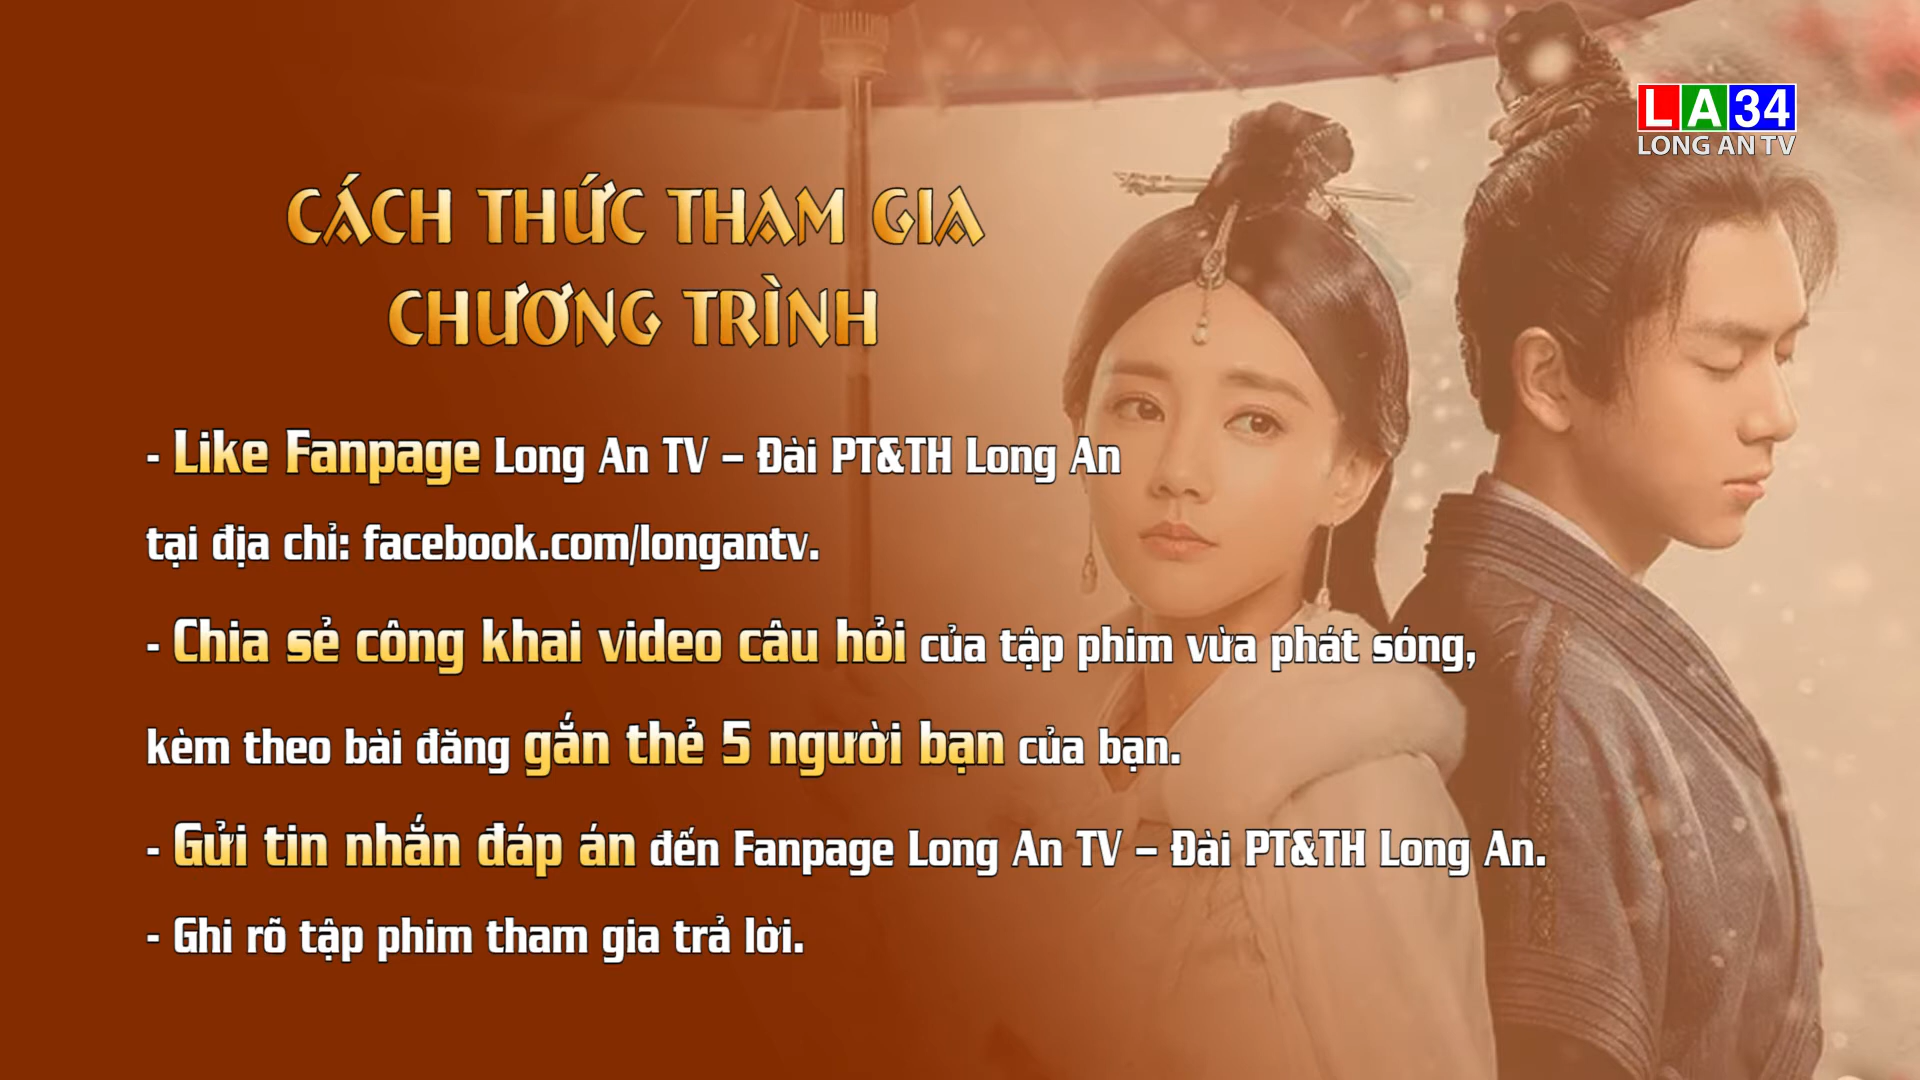 LA34
LONG AN TV
CÁCH THỨC THAM GIA
CHƯƠNG TRÌNH
- Like Fanpage Long An TV – Đài PT&TH Long An
tại địa chỉ: facebook.com/longantv.
- Chia sẻ công khai video câu hỏi của tập phim vừa phát sóng,
kèm theo bài đăng gắn thẻ 5 người bạn của bạn.
- Gửi tin nhắn đáp án đến Fanpage Long An TV – Đài PT&TH Long An.
- Ghi rõ tập phim tham gia trả lời.